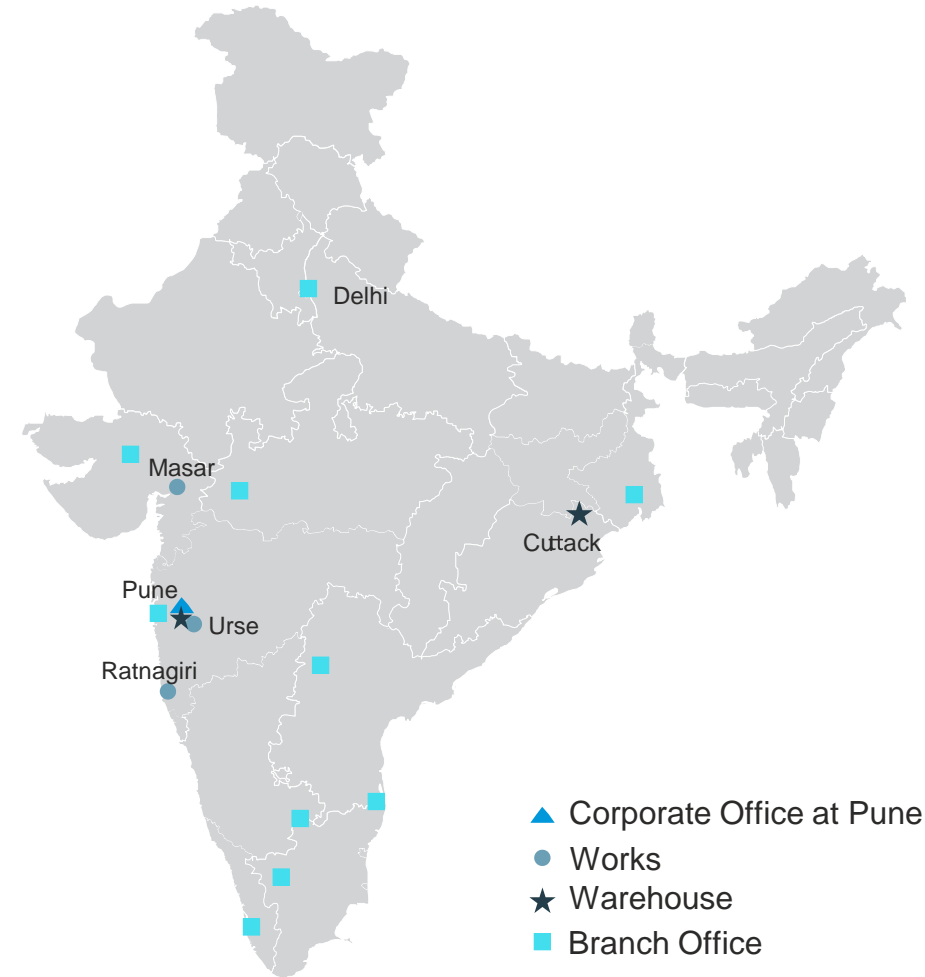 Delhi
Masar
Cuttack
Pune
Urse
Ratnagiri
Corporate Office at Pune
Works
Warehouse
Branch Office